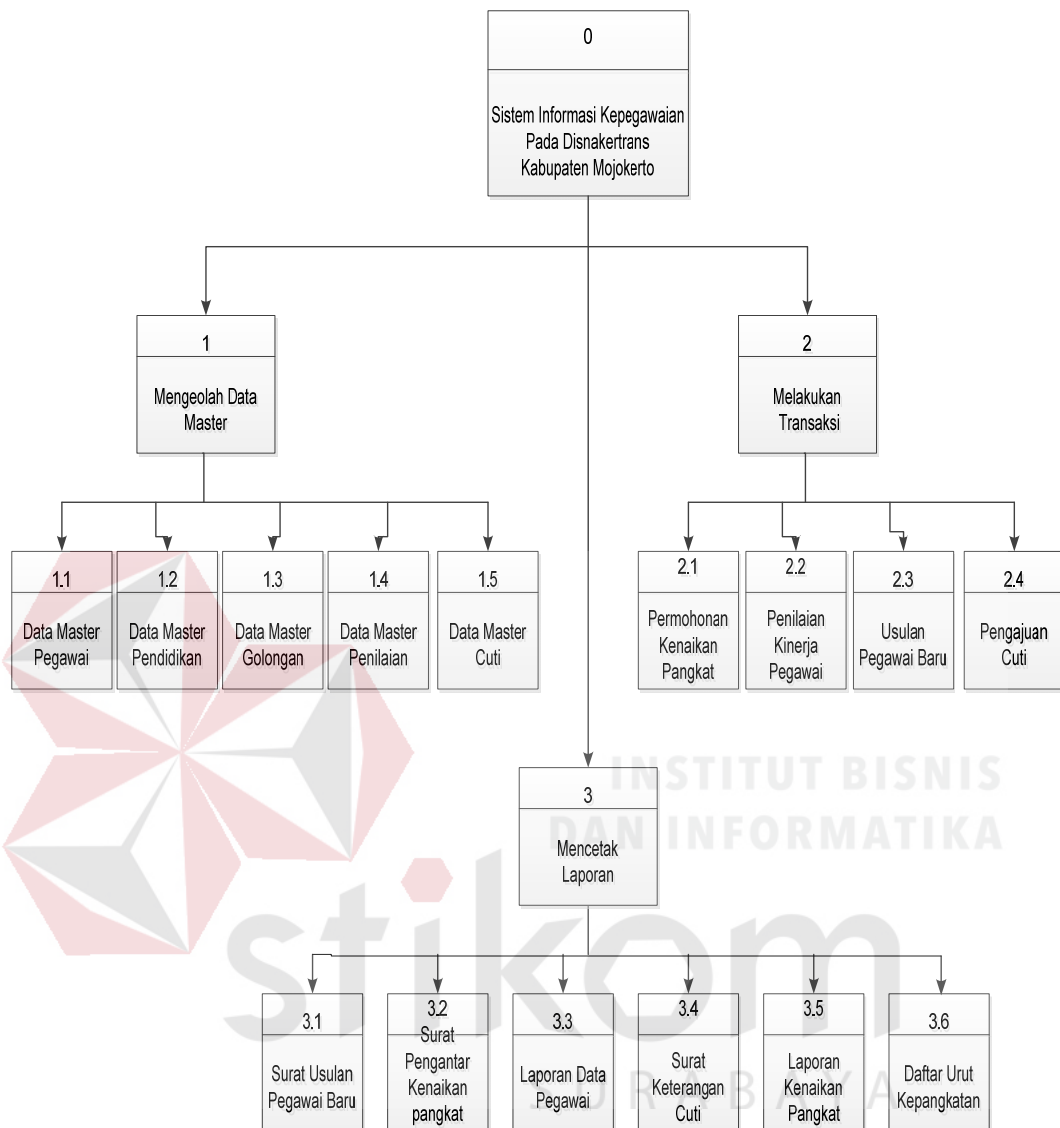 0
Sistem Informasi Kepegawaian
Pada Disnakertrans
Kabupaten Mojokerto
1
Mengeolah Data
Master
2
Melakukan
Transaksi
1.1
Data Master
Pegawai
1.2
Data Master
Pendidikan
1.3
Data Master
Golongan
1.4
Data Master
Penilaian
1.5
Data Master
Cuti
2.1
Permohonan
Kenaikan
Pangkat
2.2
Penilaian
Kinerja
Pegawai
2.3
Usulan
Pegawai Baru
2.4
Pengajuan
Cuti
3
Mencetak
Laporan
INSTITUT BISNIS
DAN INFORMATIKA
stikom
SURABAYA
3.1
Surat Usulan
Pegawai Baru
3.2
Surat
Pengantar
Kenaikan
pangkat
3.3
Laporan Data
Pegawai
3.4
Surat
Keterangan
Cuti
3.5
Laporan
Kenaikan
Pangkat
3.6
Daftar Urut
Kepangkatan